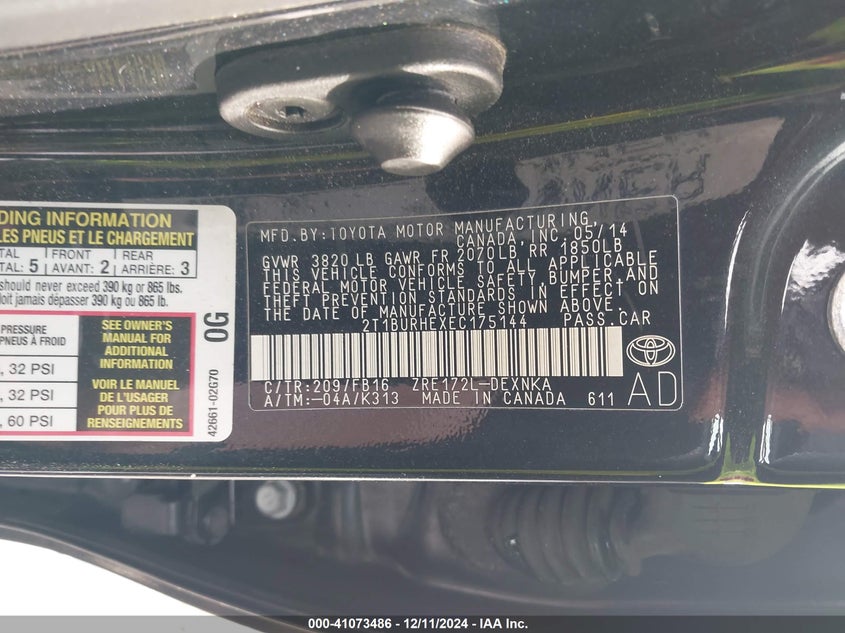 DING INFORMATION
LES PNEUS ET LE CHARGEMENT
TAL
TAL: 5
FRONT
AVANT: 2
REAR
ARRIÈRE: 3
should never exceed 390 kg or 865 lbs.
doit jamais dépasser 390 kg ou 865 lb.
PRESSURE
PNEUS À FROID
, 32 PSI
, 32 PSI
, 60 PSI
SEE OWNER'S
MANUAL FOR
ADDITIONAL
INFORMATION
VOIR LE MANUEL
DE L'USAGER
POUR PLUS DE
RENSEIGNEMENTS
42661-02G70
0G
MFD. BY: TOYOTA MOTOR MANUFACTURING,
CANADA, INC. 05/14
GVWR 3820 LB GAWR FR 2070LB, RR 1850LB
THIS VEHICLE CONFORMS TO ALL APPLICABLE
FEDERAL MOTOR VEHICLE SAFETY, BUMPER AND
THEFT PREVENTION STANDARDS IN EFFECT ON
THE DATE OF MANUFACTURE SHOWN ABOVE.
2T1BURHEXEC175144 PASS. CAR
C/TR: 209/FB16 ZRE172L-DEXNKA
A/TM: -04A/K313 MADE IN CANADA 611
AD
000-41073486 - 12/11/2024 - IAA Inc.